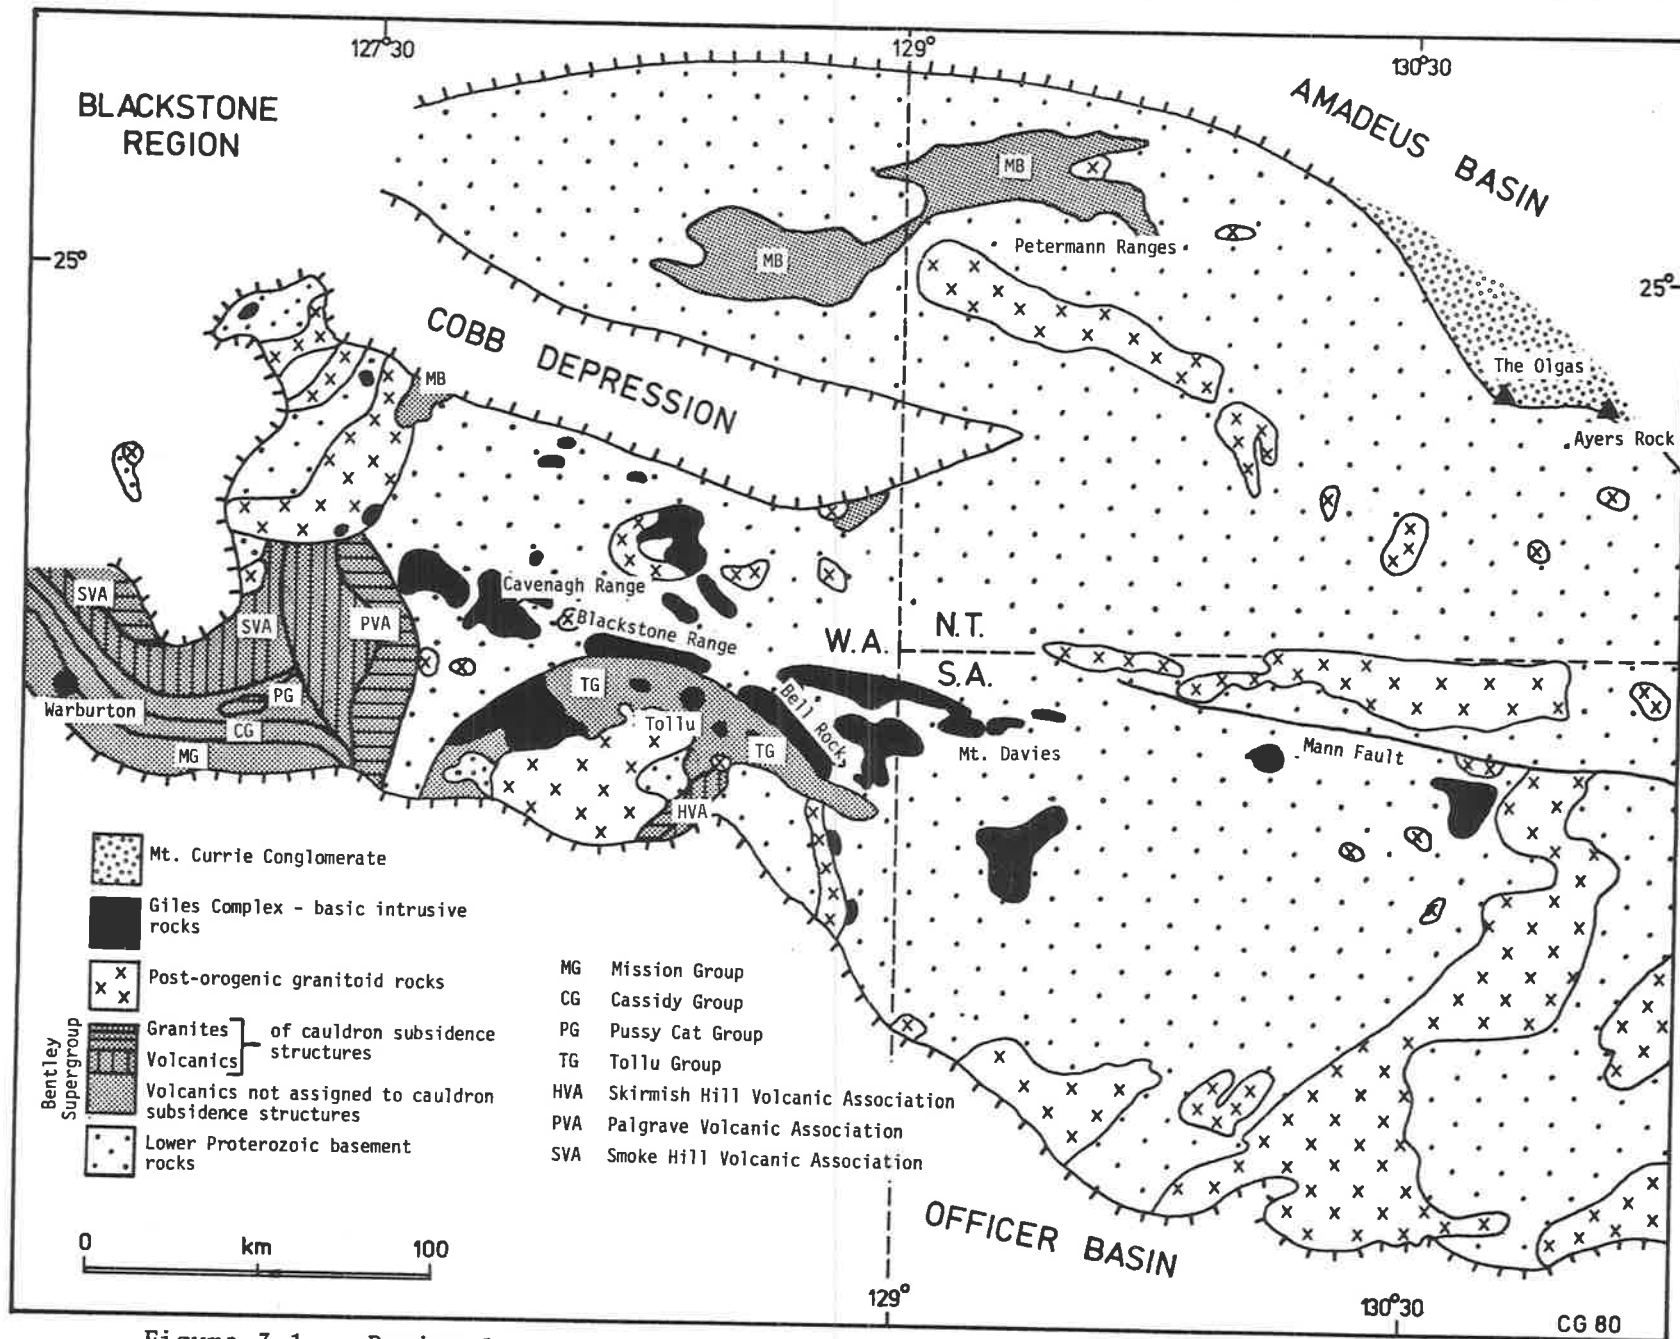 127°30
129°
130°30
BLACKSTONE
REGION
AMADEUS BASIN
MB
Petermann Ranges
MB
25°
25°
COBB DEPRESSION
The Olgas
MB
Ayers Rock
Cavenagh Range
SVA
SVA
PVA
Blackstone Range
W.A.
N.T.
S.A.
TG
PG
Warburton
Bell Rock
Tollu
CG
TG
Mt. Davies
Mann Fault
MG
HVA
Mt. Currie Conglomerate
Giles Complex - basic intrusive
rocks
Post-orogenic granitoid rocks
Bentley
Supergroup
Granites
Volcanics
of cauldron subsidence
structures
Volcanics not assigned to cauldron
subsidence structures
Lower Proterozoic basement
rocks
MG Mission Group
CG Cassidy Group
PG Pussy Cat Group
TG Tollu Group
HVA Skirmish Hill Volcanic Association
PVA Palgrave Volcanic Association
SVA Smoke Hill Volcanic Association
0 km 100
OFFICER BASIN
129°
130°30
CG 80